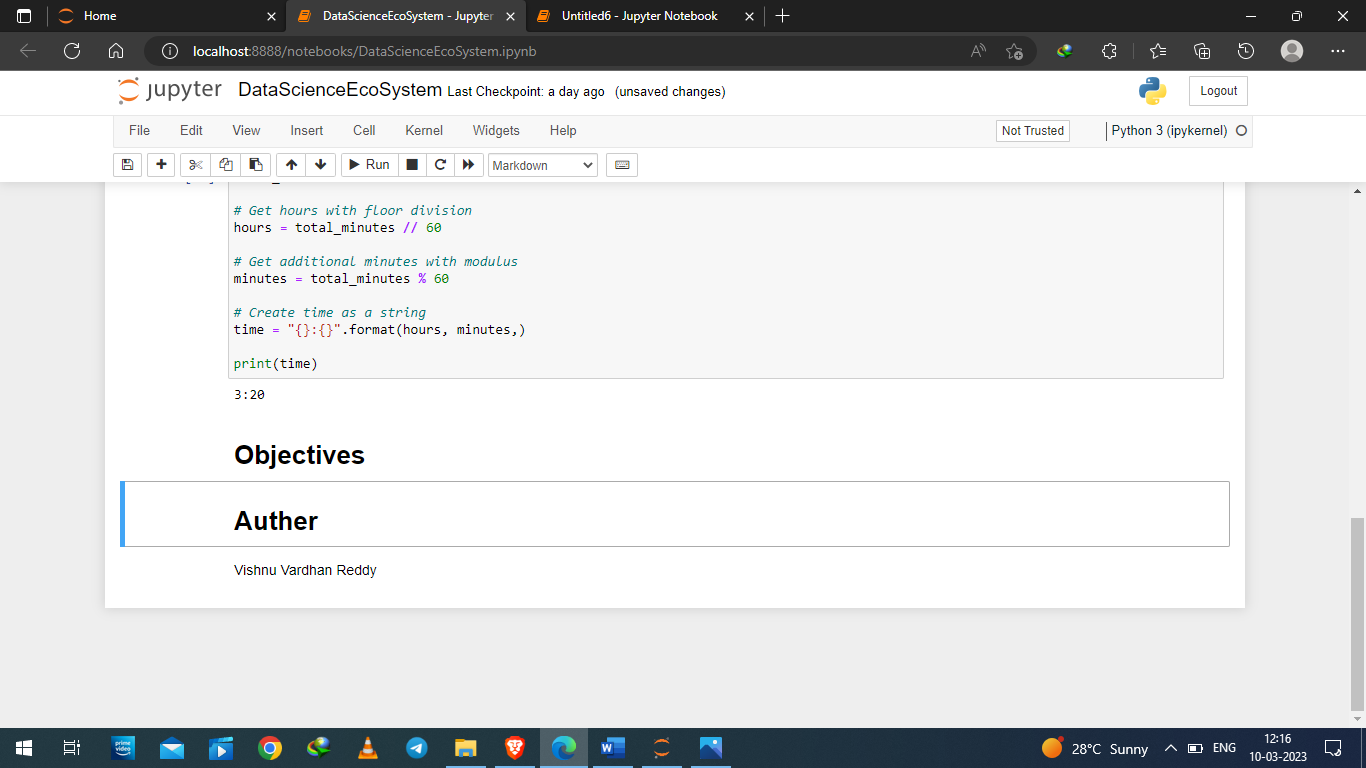 Home
DataScienceEcoSystem - Jupyter
Untitled6 - Jupyter Notebook
localhost:8888/notebooks/DataScienceEcoSystem.ipynb
jupyter DataScienceEcoSystem Last Checkpoint: a day ago (unsaved changes)
Logout
File Edit View Insert Cell Kernel Widgets Help
Not Trusted
Python 3 (ipykernel)
Run
Markdown
# Get hours with floor division
hours = total_minutes // 60
# Get additional minutes with modulus
minutes = total_minutes % 60
# Create time as a string
time = "{}:{}".format(hours, minutes,)
print(time)
3:20
Objectives
Auther
Vishnu Vardhan Reddy
prime video
28°C Sunny
ENG
12:16
10-03-2023